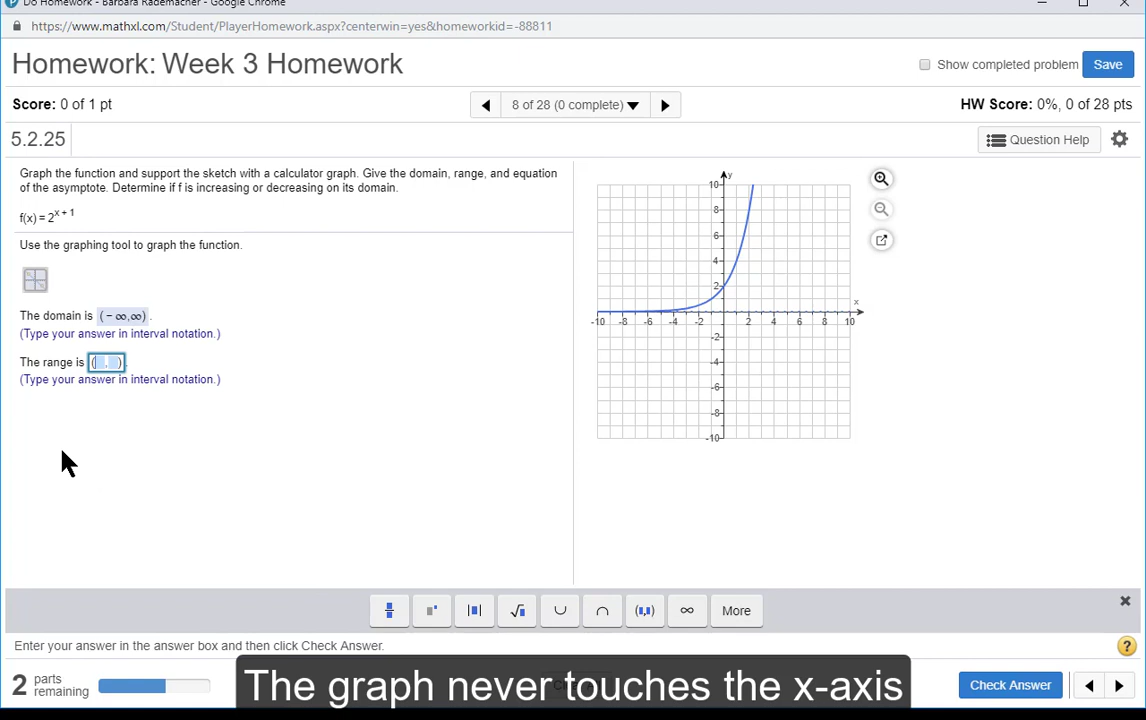 Do Homework - Barbara Rademacher - Google Chrome
https://www.mathxl.com/Student/PlayerHomework.aspx?centerwin=yes&homeworkid=-88811
Homework: Week 3 Homework
Show completed problem
Save
Score: 0 of 1 pt
8 of 28 (0 complete)
HW Score: 0%, 0 of 28 pts
5.2.25
Question Help
Graph the function and support the sketch with a calculator graph. Give the domain, range, and equation
of the asymptote. Determine if f is increasing or decreasing on its domain.
f(x) = 2^(x + 1)
Use the graphing tool to graph the function.
The domain is (− ∞,∞).
(Type your answer in interval notation.)
The range is ( , ).
(Type your answer in interval notation.)
y
10
8
6
4
2
x
-10 -8 -6 -4 -2 2 4 6 8 10
-2
-4
-6
-8
-10
√
∪
∩
(,)
∞
More
Enter your answer in the answer box and then click Check Answer.
?
2 parts
remaining
The graph never touches the x-axis
Check Answer